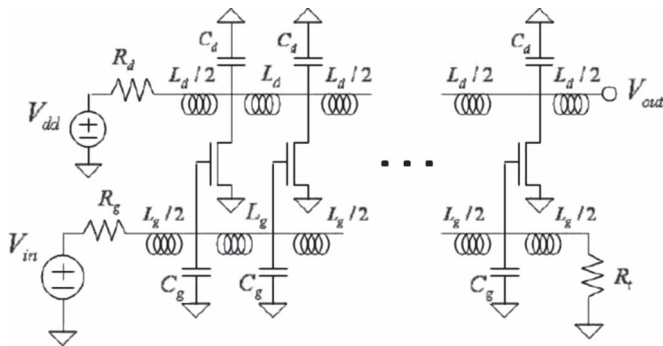 C_d C_d C_d
R_d L_d/2 L_d L_d/2 L_d/2 L_d/2
V_dd V_out
...
R_g L_g/2 L_g L_g/2 L_g/2 L_g/2
V_in C_g C_g C_g R_t